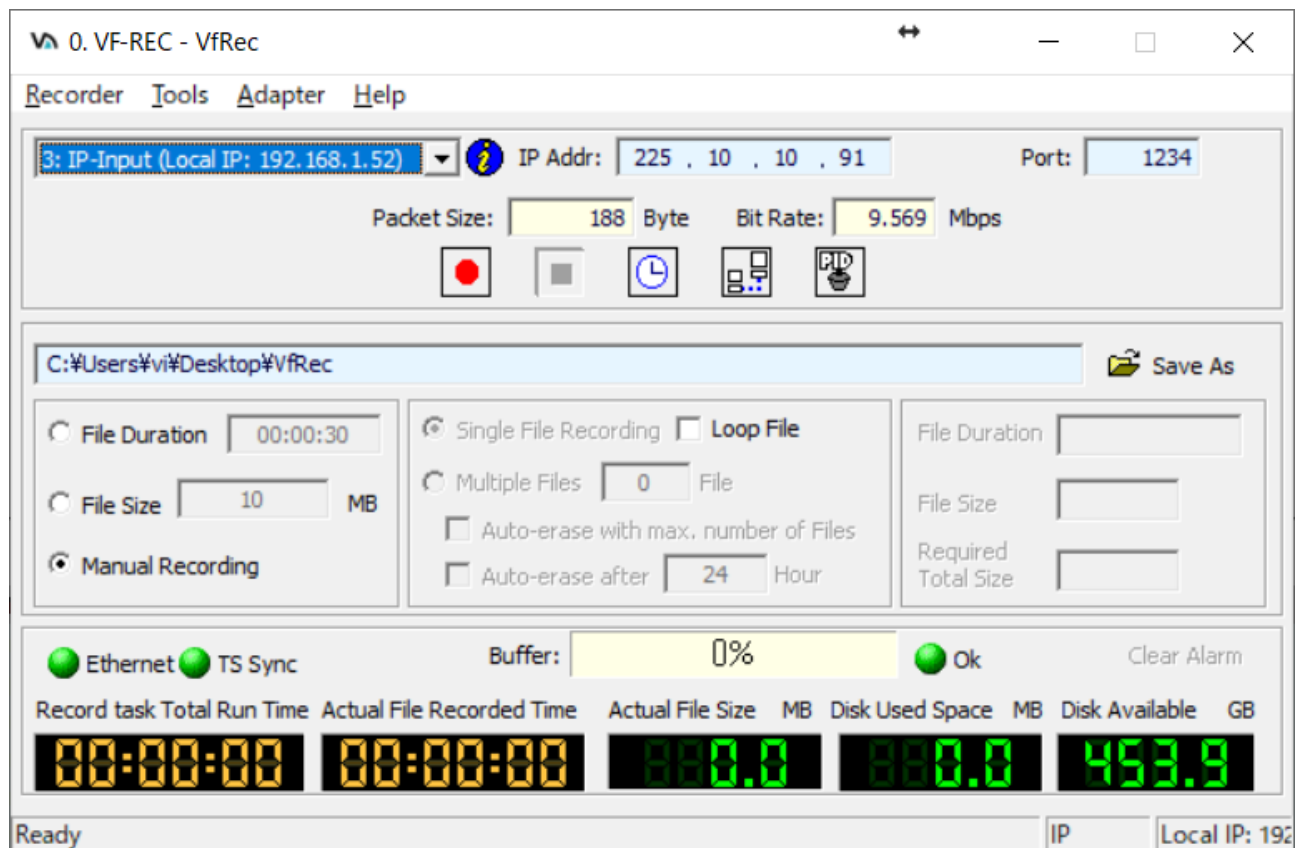 0. VF-REC - VfRec
Recorder Tools Adapter Help
3: IP-Input (Local IP: 192.168.1.52) IP Addr: 225 . 10 . 10 . 91 Port: 1234
Packet Size: 188 Byte Bit Rate: 9.569 Mbps
PID
C:¥Users¥vi¥Desktop¥VfRec Save As
File Duration 00:00:30
File Size 10 MB
Manual Recording
Single File Recording Loop File
Multiple Files 0 File
Auto-erase with max. number of Files
Auto-erase after 24 Hour
File Duration
File Size
Required
Total Size
Ethernet TS Sync Buffer: 0% Ok Clear Alarm
Record task Total Run Time Actual File Recorded Time Actual File Size MB Disk Used Space MB Disk Available GB
00:00:00 00:00:00 0.0 0.0 453.9
Ready IP Local IP: 192